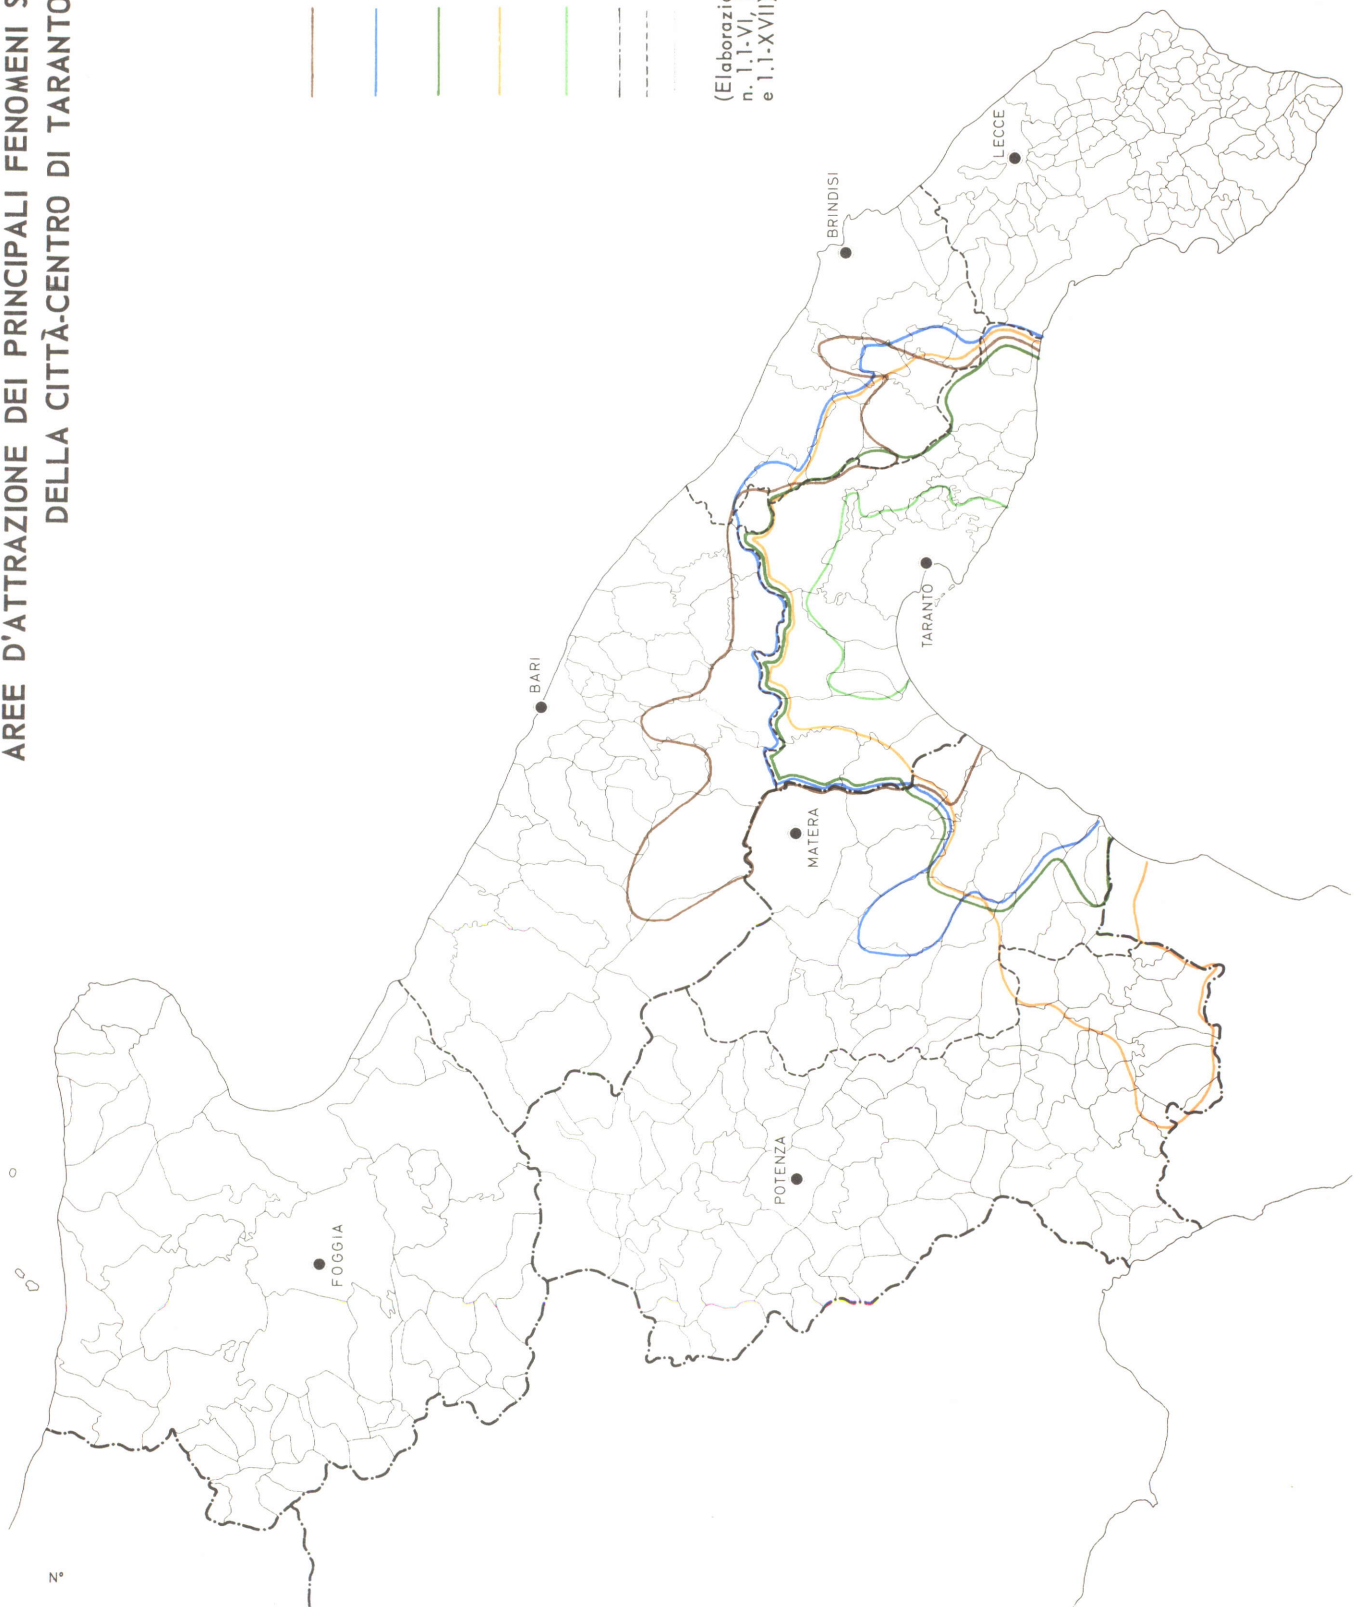 AREE D'ATTRAZIONE DEI PRINCIPALI FENOMENI S
DELLA CITTÀ-CENTRO DI TARANTO
(Elaborazio
n. 1.1-VI,
e 1.1-XVII
LECCE
BRINDISI
TARANTO
BARI
MATERA
POTENZA
FOGGIA
N°